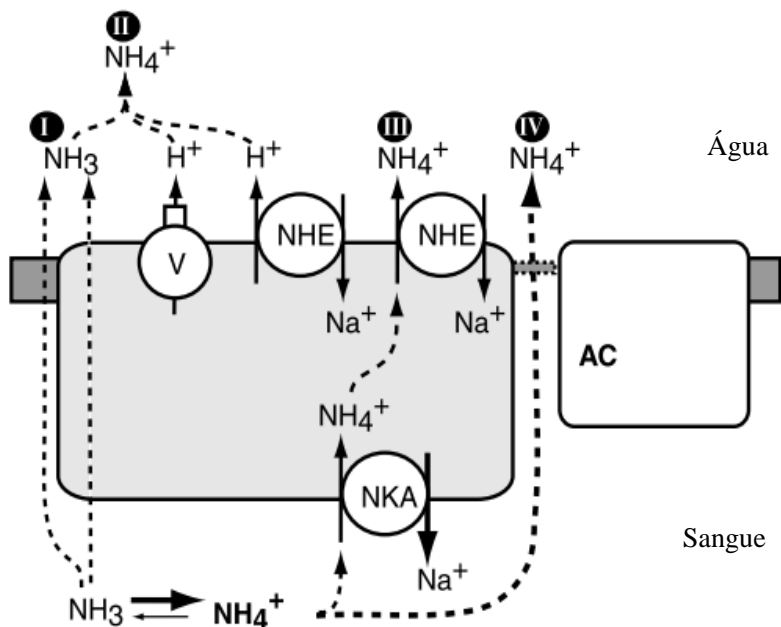 II
NH₄⁺
I
III
IV
NH₃
H⁺
H⁺
NH₄⁺
NH₄⁺
Água
V
NHE
NHE
Na⁺
Na⁺
AC
NH₄⁺
NKA
Sangue
Na⁺
NH₃
NH₄⁺